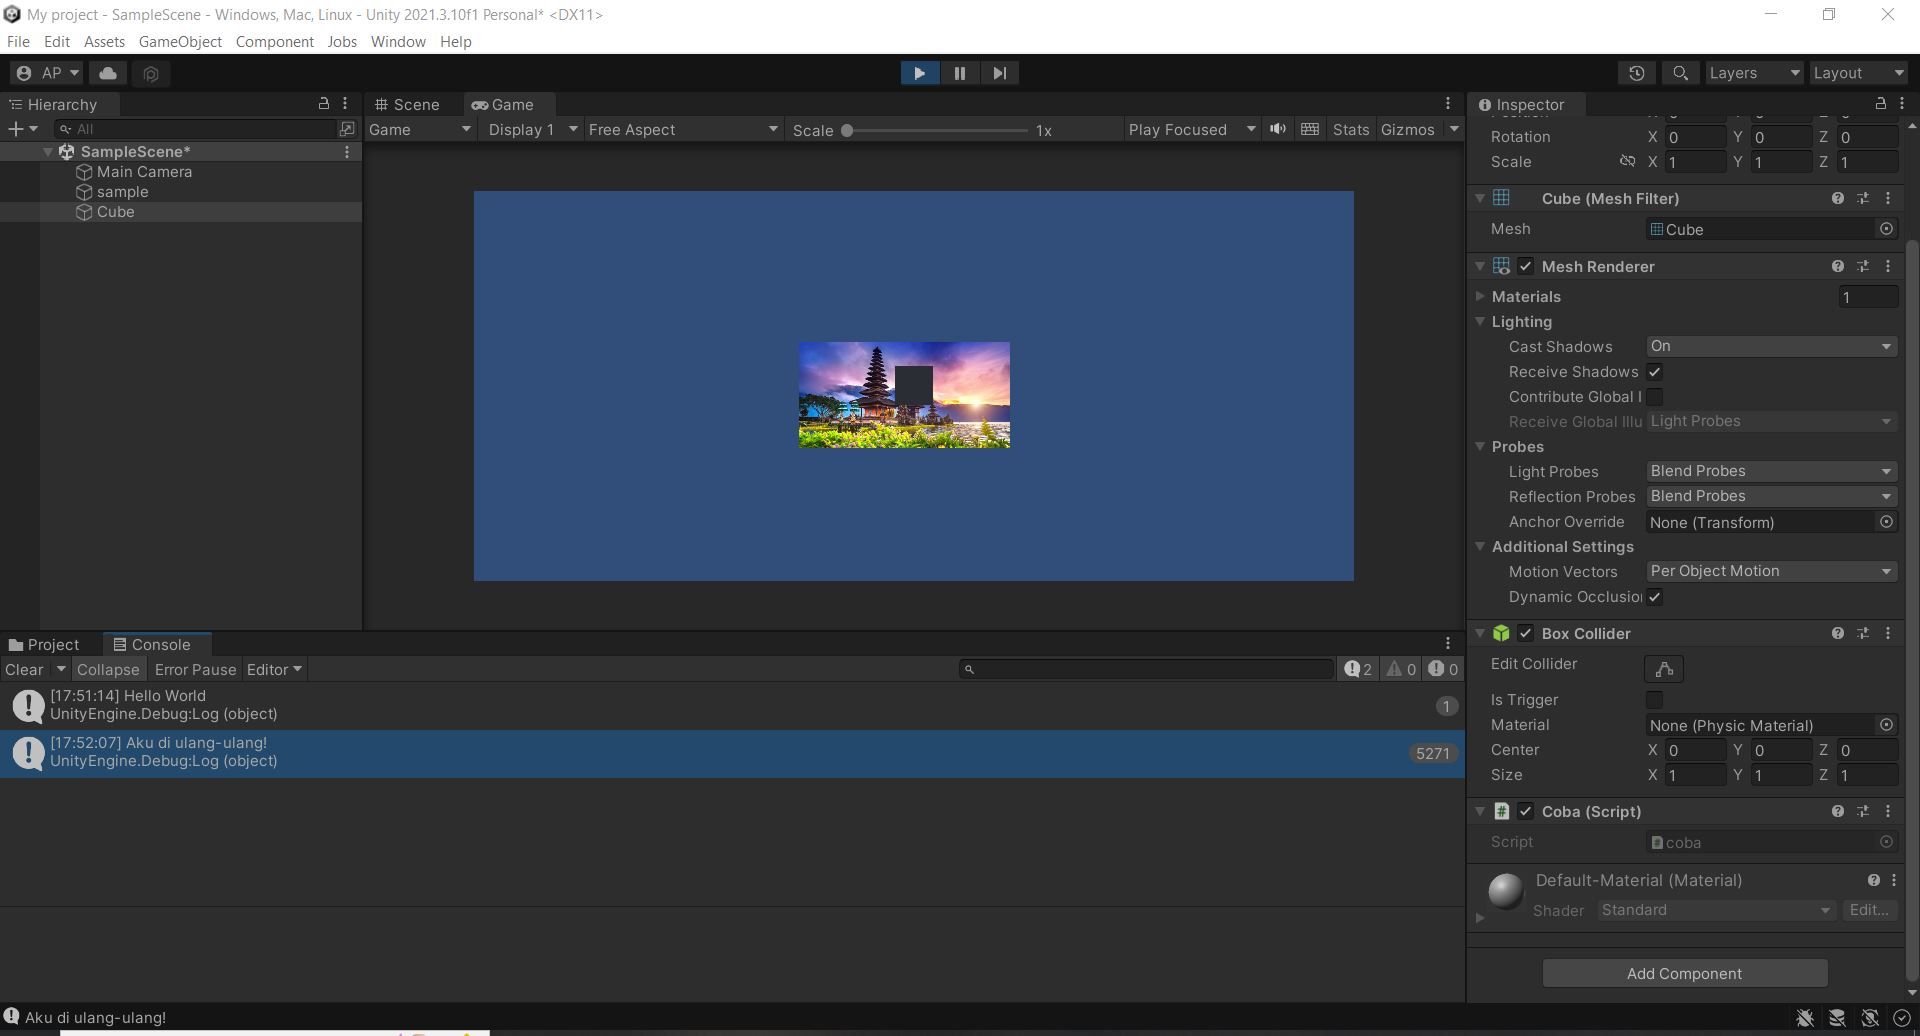 My project - SampleScene - Windows, Mac, Linux - Unity 2021.3.10f1 Personal* <DX11>
File Edit Assets GameObject Component Jobs Window Help
AP
Layers Layout
Hierarchy
All
SampleScene*
Main Camera
sample
Cube
Scene Game
Game Display 1 Free Aspect Scale 1x Play Focused Stats Gizmos
Inspector
Rotation X 0 Y 0 Z 0
Scale X 1 Y 1 Z 1
Cube (Mesh Filter)
Mesh Cube
Mesh Renderer
Materials 1
Lighting
Cast Shadows On
Receive Shadows
Contribute Global I
Receive Global Illu Light Probes
Probes
Light Probes Blend Probes
Reflection Probes Blend Probes
Anchor Override None (Transform)
Additional Settings
Motion Vectors Per Object Motion
Dynamic Occlusio
Box Collider
Edit Collider
Is Trigger
Material None (Physic Material)
Center X 0 Y 0 Z 0
Size X 1 Y 1 Z 1
Coba (Script)
Script coba
Default-Material (Material)
Shader Standard Edit...
Add Component
Project Console
Clear Collapse Error Pause Editor 2 0 0
[17:51:14] Hello World
UnityEngine.Debug:Log (object)
1
[17:52:07] Aku di ulang-ulang!
UnityEngine.Debug:Log (object)
5271
Aku di ulang-ulang!